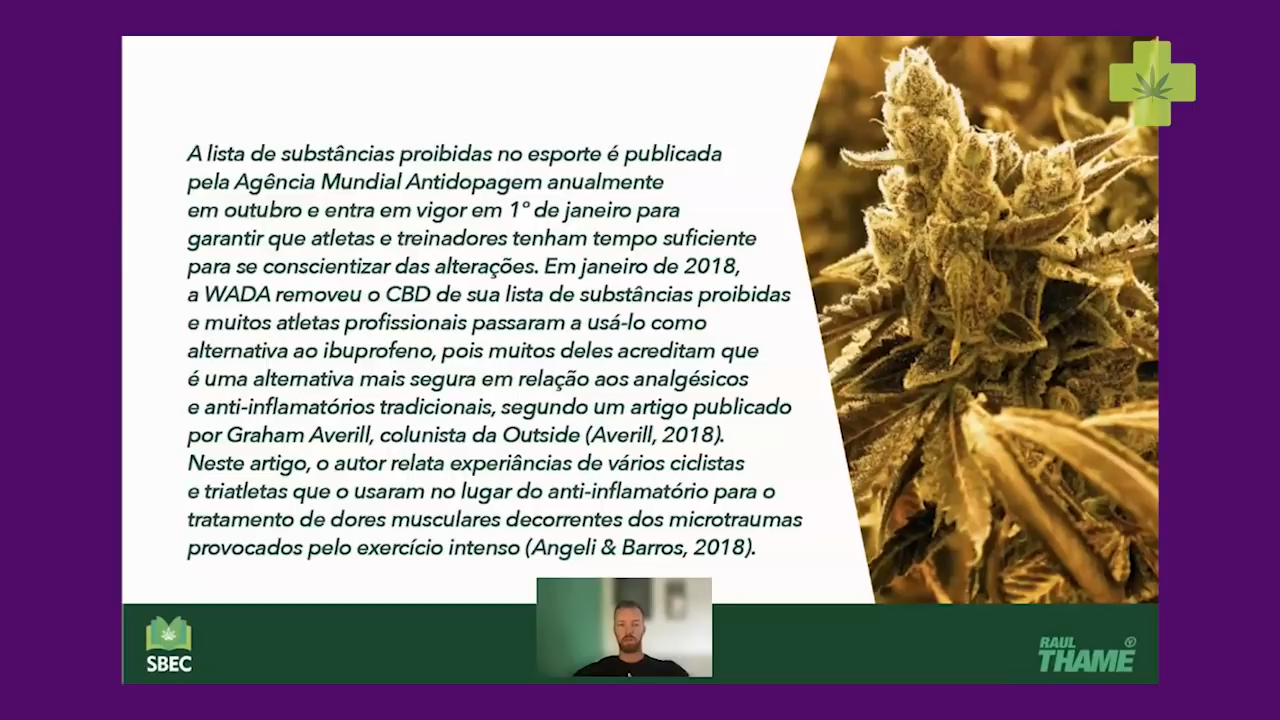 A lista de substâncias proibidas no esporte é publicada
pela Agência Mundial Antidopagem anualmente
em outubro e entra em vigor em 1º de janeiro para
garantir que atletas e treinadores tenham tempo suficiente
para se conscientizar das alterações. Em janeiro de 2018,
a WADA removeu o CBD de sua lista de substâncias proibidas
e muitos atletas profissionais passaram a usá-lo como
alternativa ao ibuprofeno, pois muitos deles acreditam que
é uma alternativa mais segura em relação aos analgésicos
e anti-inflamatórios tradicionais, segundo um artigo publicado
por Graham Averill, colunista da Outside (Averill, 2018).
Neste artigo, o autor relata experiâncias de vários ciclistas
e triatletas que o usaram no lugar do anti-inflamatório para o
tratamento de dores musculares decorrentes dos microtraumas
provocados pelo exercício intenso (Angeli & Barros, 2018).
SBEC
RAUL
THAME